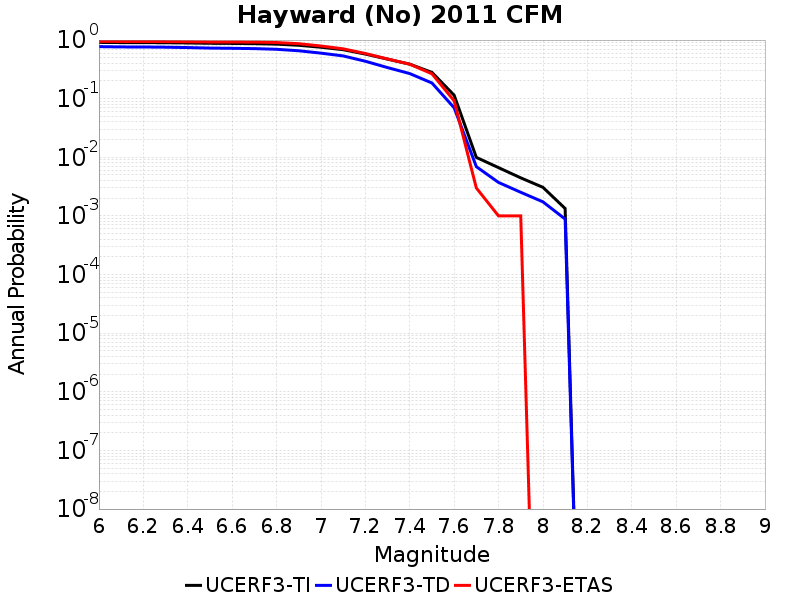 Hayward (No) 2011 CFM
10^0
10^-1
10^-2
10^-3
10^-4
10^-5
10^-6
10^-7
10^-8
Annual Probability
6 6.2 6.4 6.6 6.8 7 7.2 7.4 7.6 7.8 8 8.2 8.4 8.6 8.8 9
Magnitude
UCERF3-TI UCERF3-TD UCERF3-ETAS